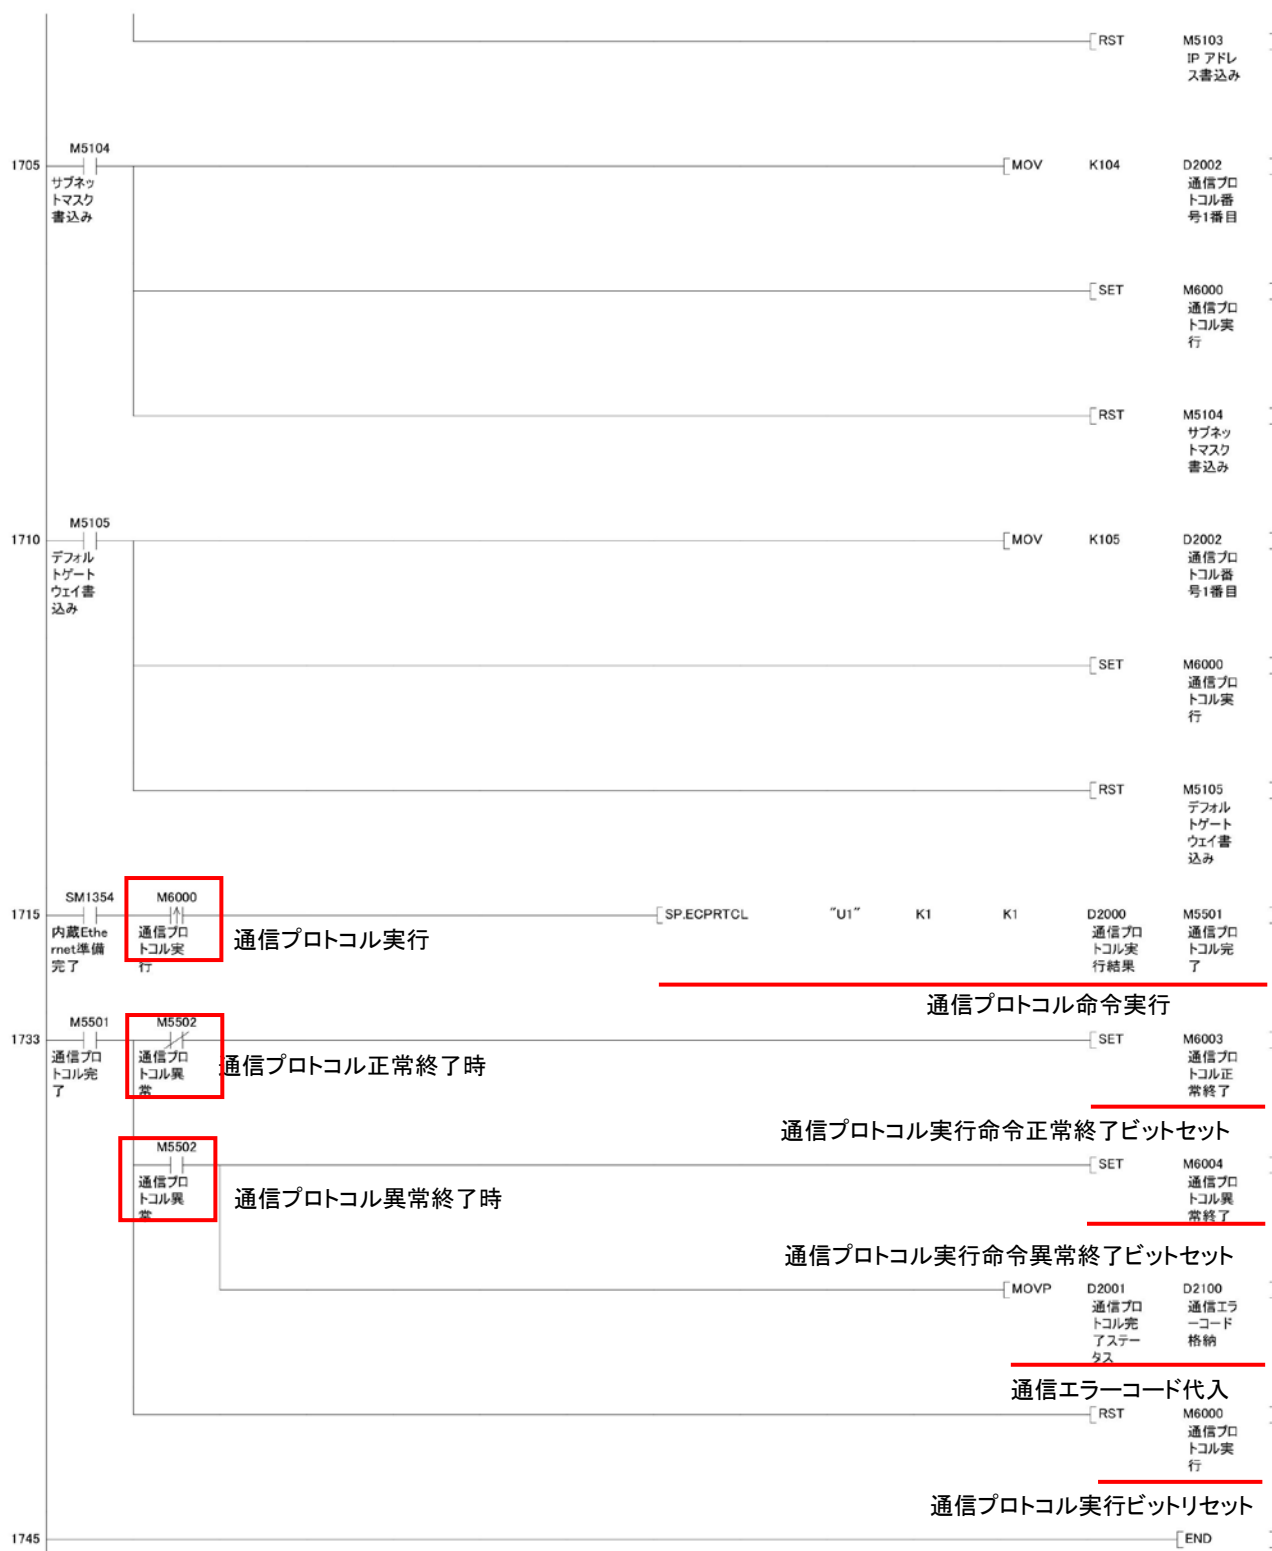 RST M5103
IP アドレ
ス書込み
M5104
1705 MOV K104 D2002
サブネッ
トマスク
書込み
通信プロ
トコル番
号1番目
SET M6000
通信プロ
トコル実
行
RST M5104
サブネッ
トマスク
書込み
M5105
1710 MOV K105 D2002
デフォル
トゲート
ウェイ書
込み
通信プロ
トコル番
号1番目
SET M6000
通信プロ
トコル実
行
RST M5105
デフォル
トゲート
ウェイ書
込み
SM1354 M6000
1715 SP.ECPRTCL "U1" K1 K1 D2000 M5501
内蔵Ethe
rnet準備
完了
通信プロ
トコル実
行
通信プロトコル実行
通信プロ
トコル実
行結果
通信プロ
トコル完
了
通信プロトコル命令実行
M5501 M5502
1733 SET M6003
通信プロ
トコル完
了
通信プロ
トコル異
常
通信プロトコル正常終了時
通信プロ
トコル正
常終了
通信プロトコル実行命令正常終了ビットセット
M5502
SET M6004
通信プロ
トコル異
常
通信プロトコル異常終了時
通信プロ
トコル異
常終了
通信プロトコル実行命令異常終了ビットセット
MOVP D2001 D2100
通信プロ
トコル完
了ステー
タス
通信エラ
ーコード
格納
通信エラーコード代入
RST M6000
通信プロ
トコル実
行
通信プロトコル実行ビットリセット
1745 END